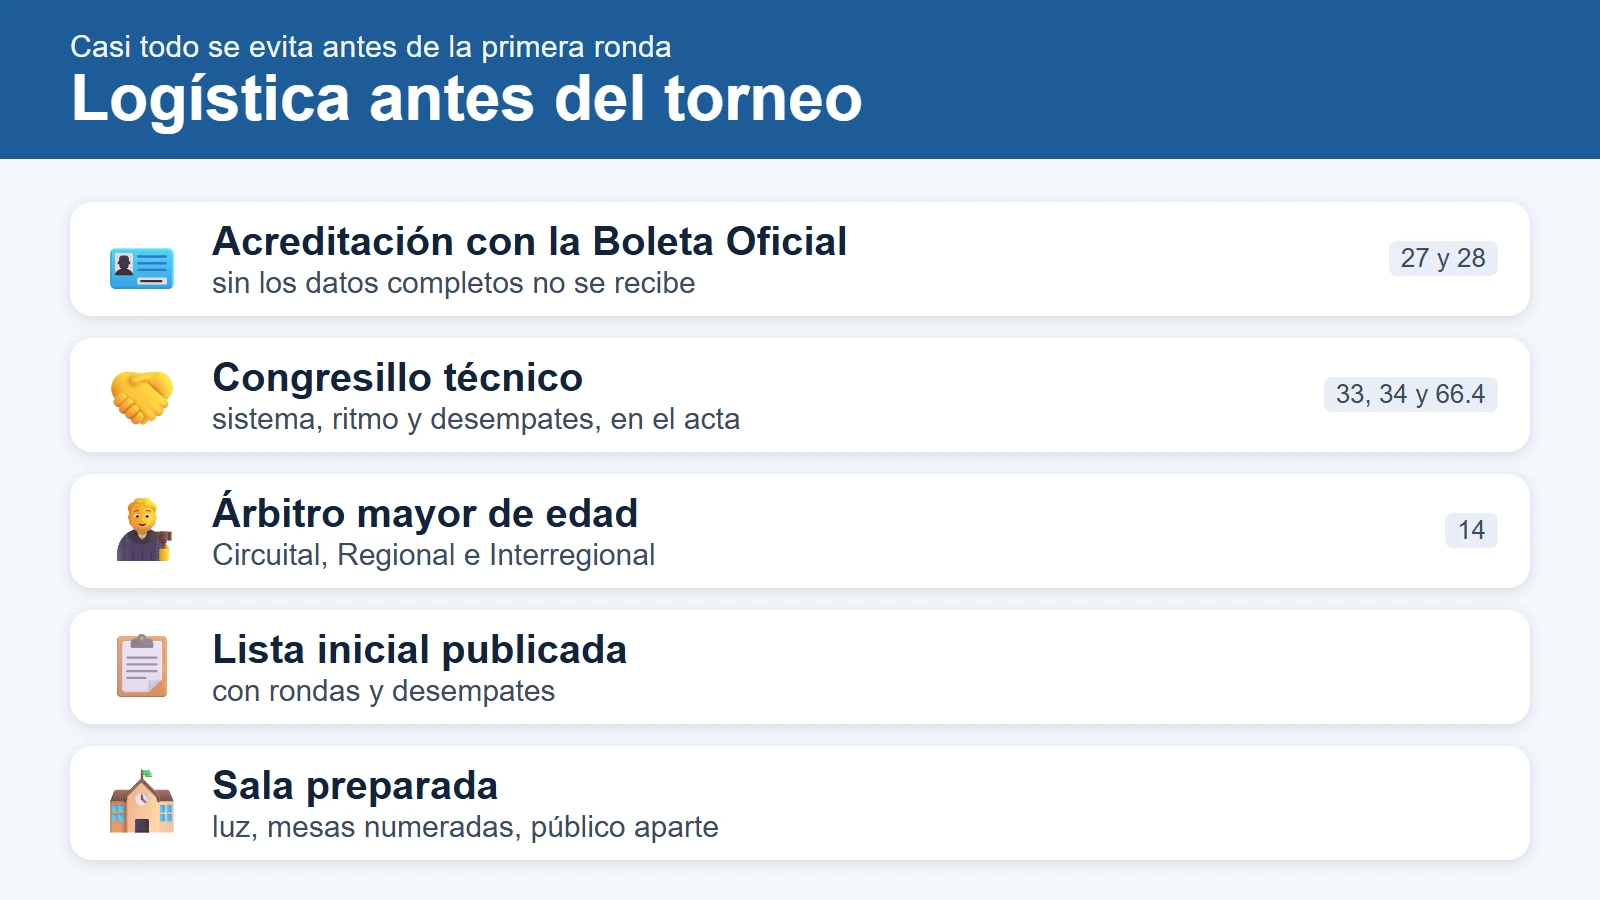 Casi todo se evita antes de la primera ronda
Logística antes del torneo
Acreditación con la Boleta Oficial
sin los datos completos no se recibe
27 y 28
Congresillo técnico
sistema, ritmo y desempates, en el acta
33, 34 y 66.4
Árbitro mayor de edad
Circuital, Regional e Interregional
14
Lista inicial publicada
con rondas y desempates
Sala preparada
luz, mesas numeradas, público aparte